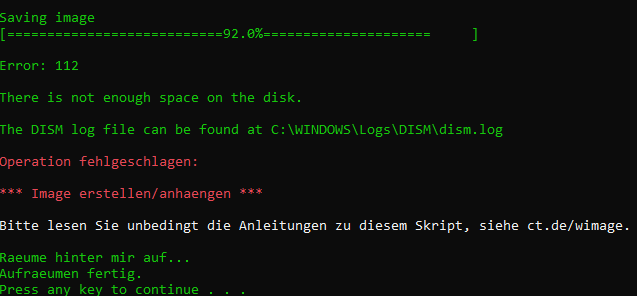 Saving image
[===========================92.0%===================== ]
Error: 112
There is not enough space on the disk.
The DISM log file can be found at C:\WINDOWS\Logs\DISM\dism.log
Operation fehlgeschlagen:
*** Image erstellen/anhaengen ***
Bitte lesen Sie unbedingt die Anleitungen zu diesem Skript, siehe ct.de/wimage.
Raeume hinter mir auf...
Aufraeumen fertig.
Press any key to continue . . .